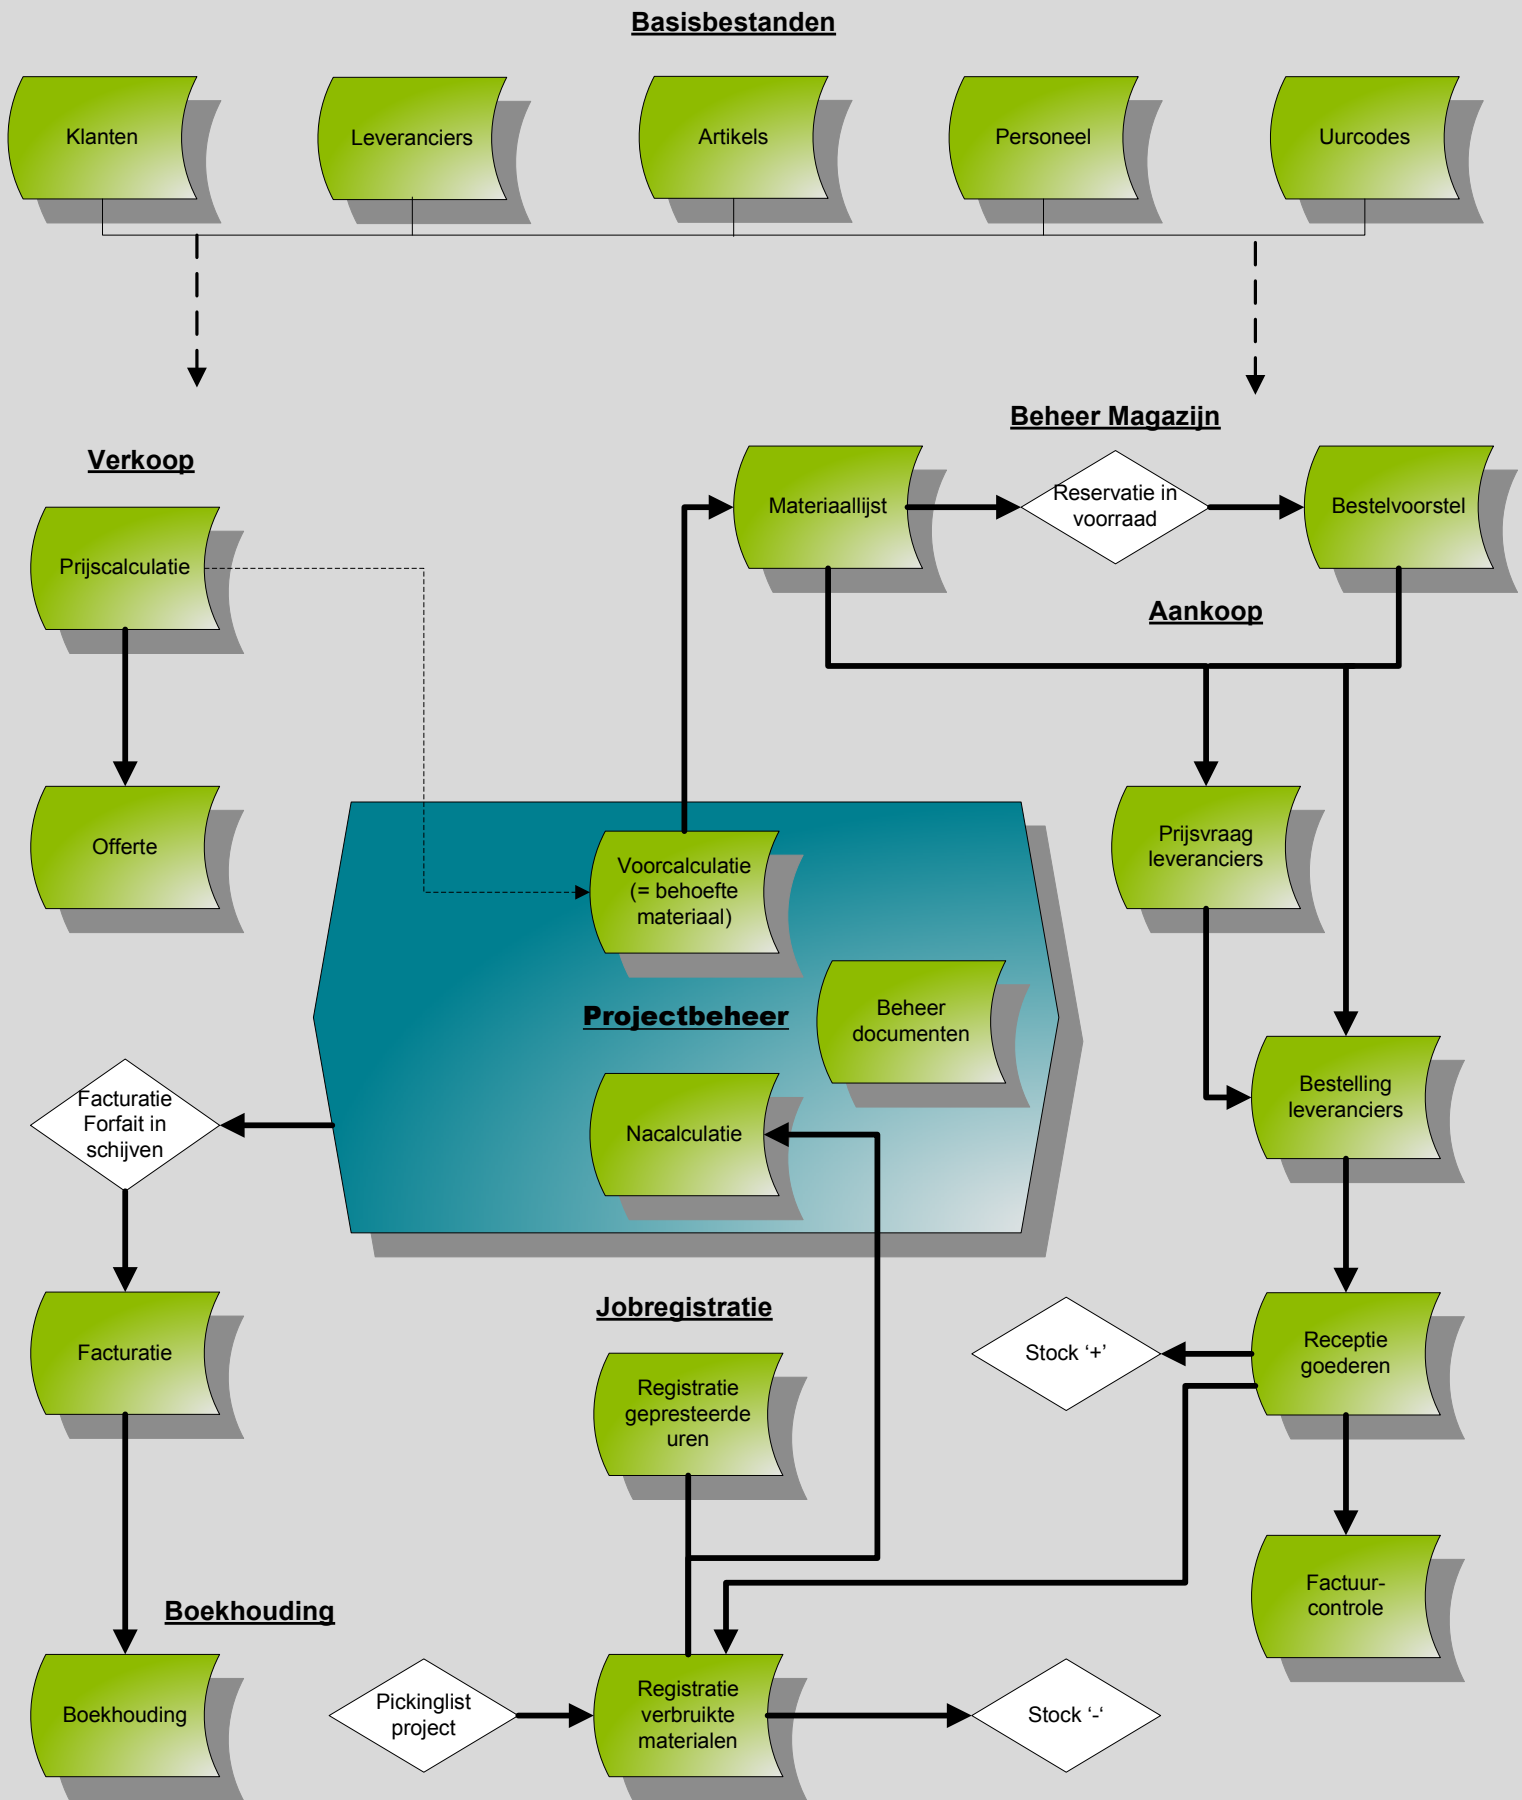 Basisbestanden
Klanten
Leveranciers
Artikels
Personeel
Uurcodes
Beheer Magazijn
Verkoop
Materiaallijst
Reservatie in
voorraad
Bestelvoorstel
Prijscalculatie
Aankoop
Offerte
Voorcalculatie
(= behoefte
materiaal)
Prijsvraag
leveranciers
Projectbeheer
Beheer
documenten
Facturatie
Forfait in
schijven
Nacalculatie
Bestelling
leveranciers
Jobregistratie
Facturatie
Registratie
gepresteerde
uren
Stock ‘+’
Receptie
goederen
Factuur-
controle
Boekhouding
Boekhouding
Pickinglist
project
Registratie
verbruikte
materialen
Stock ‘-‘